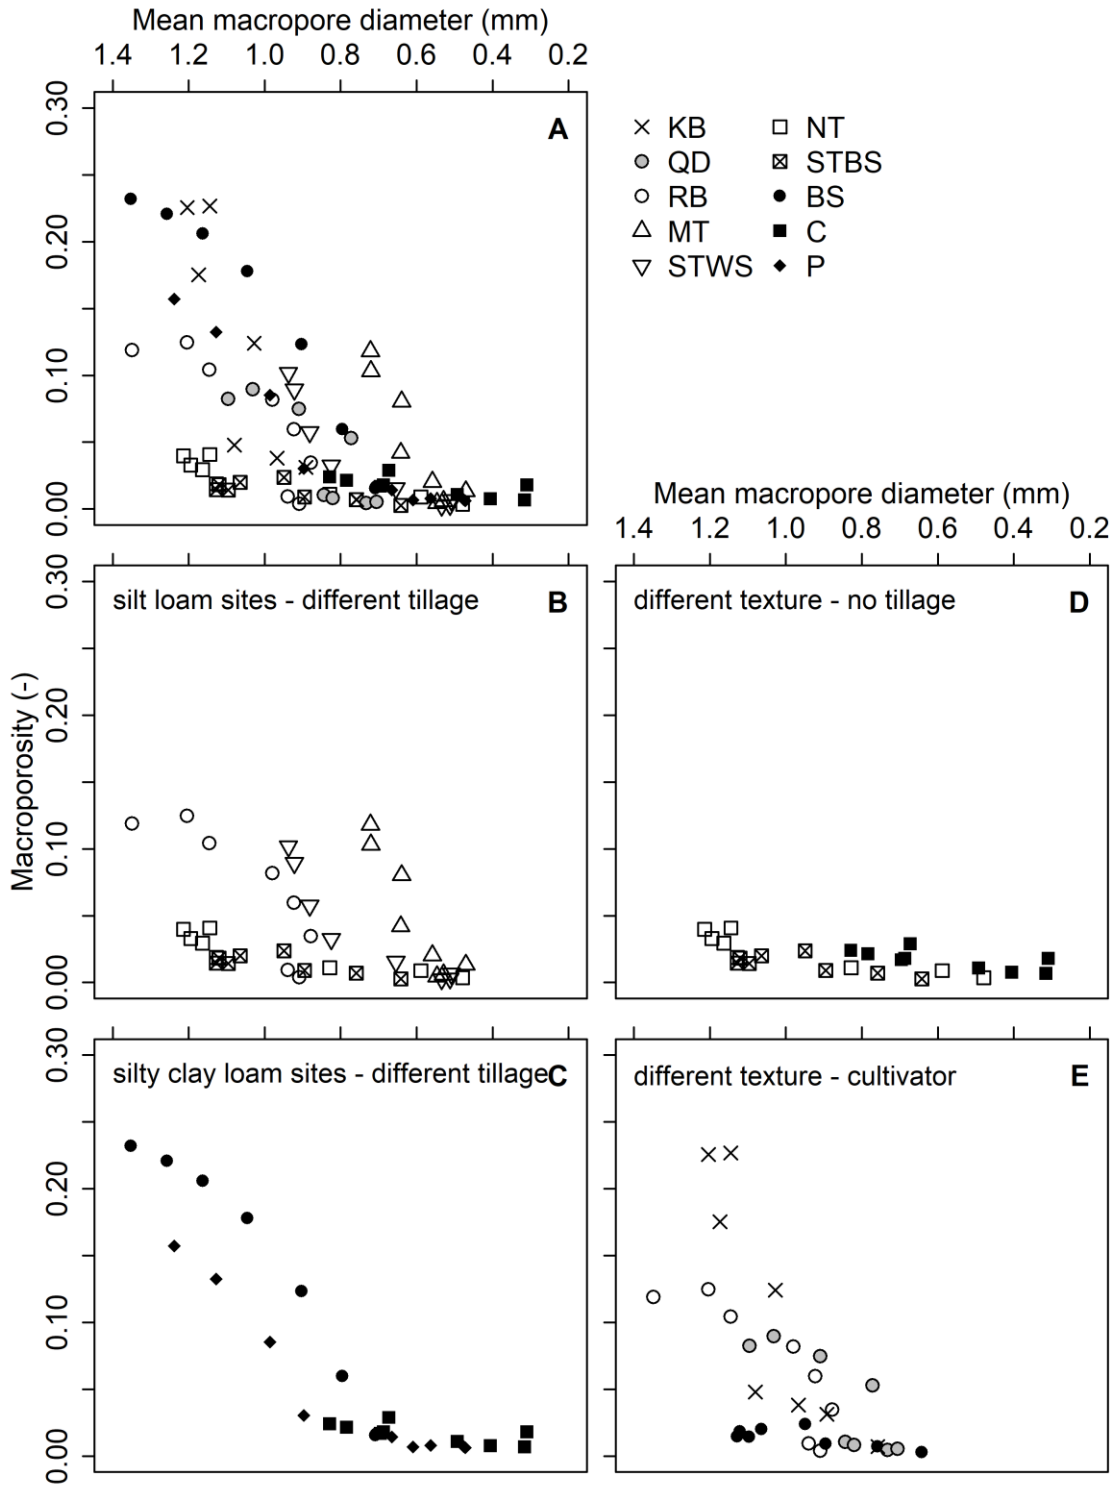 Mean macropore diameter (mm)
1.4 1.2 1.0 0.8 0.6 0.4 0.2
0.30
0.20
0.10
0.00
A
KB
QD
RB
MT
STWS
NT
STBS
BS
C
P
Macroporosity (-)
0.30
0.20
0.10
0.00
silt loam sites - different tillage B
Mean macropore diameter (mm)
1.4 1.2 1.0 0.8 0.6 0.4 0.2
different texture - no tillage D
0.30
0.20
0.10
0.00
silty clay loam sites - different tillage C
different texture - cultivator E